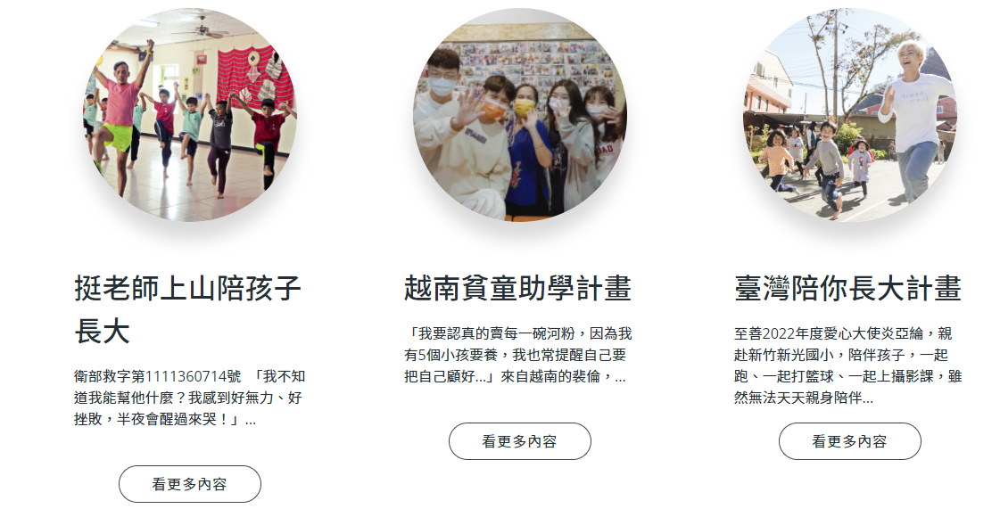 挺老師上山陪孩子
長大
衛部救字第1111360714號 「我不知
道我能幫他什麼？我感到好無力、好
挫敗，半夜會醒過來哭！」...
看更多內容
越南貧童助學計畫
「我要認真的賣每一碗河粉，因為我
有5個小孩要養，我也常提醒自己要
把自己顧好...」來自越南的裴倫，...
看更多內容
臺灣陪你長大計畫
至善2022年度愛心大使炎亞綸，親
赴新竹新光國小，陪伴孩子，一起
跑、一起打籃球、一起上攝影課，雖
然無法天天親身陪伴...
看更多內容